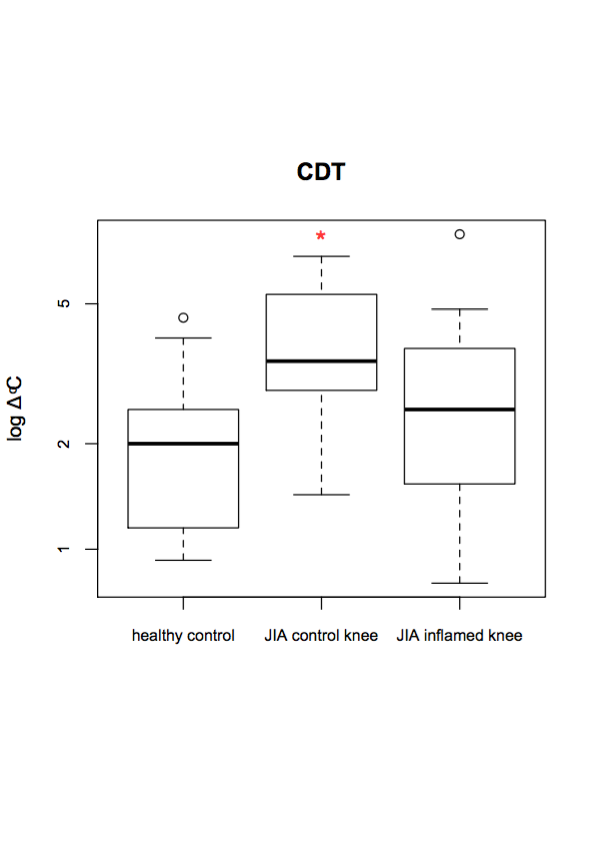 CDT
*
5
2
1
log Δ°C
healthy control JIA control knee JIA inflamed knee